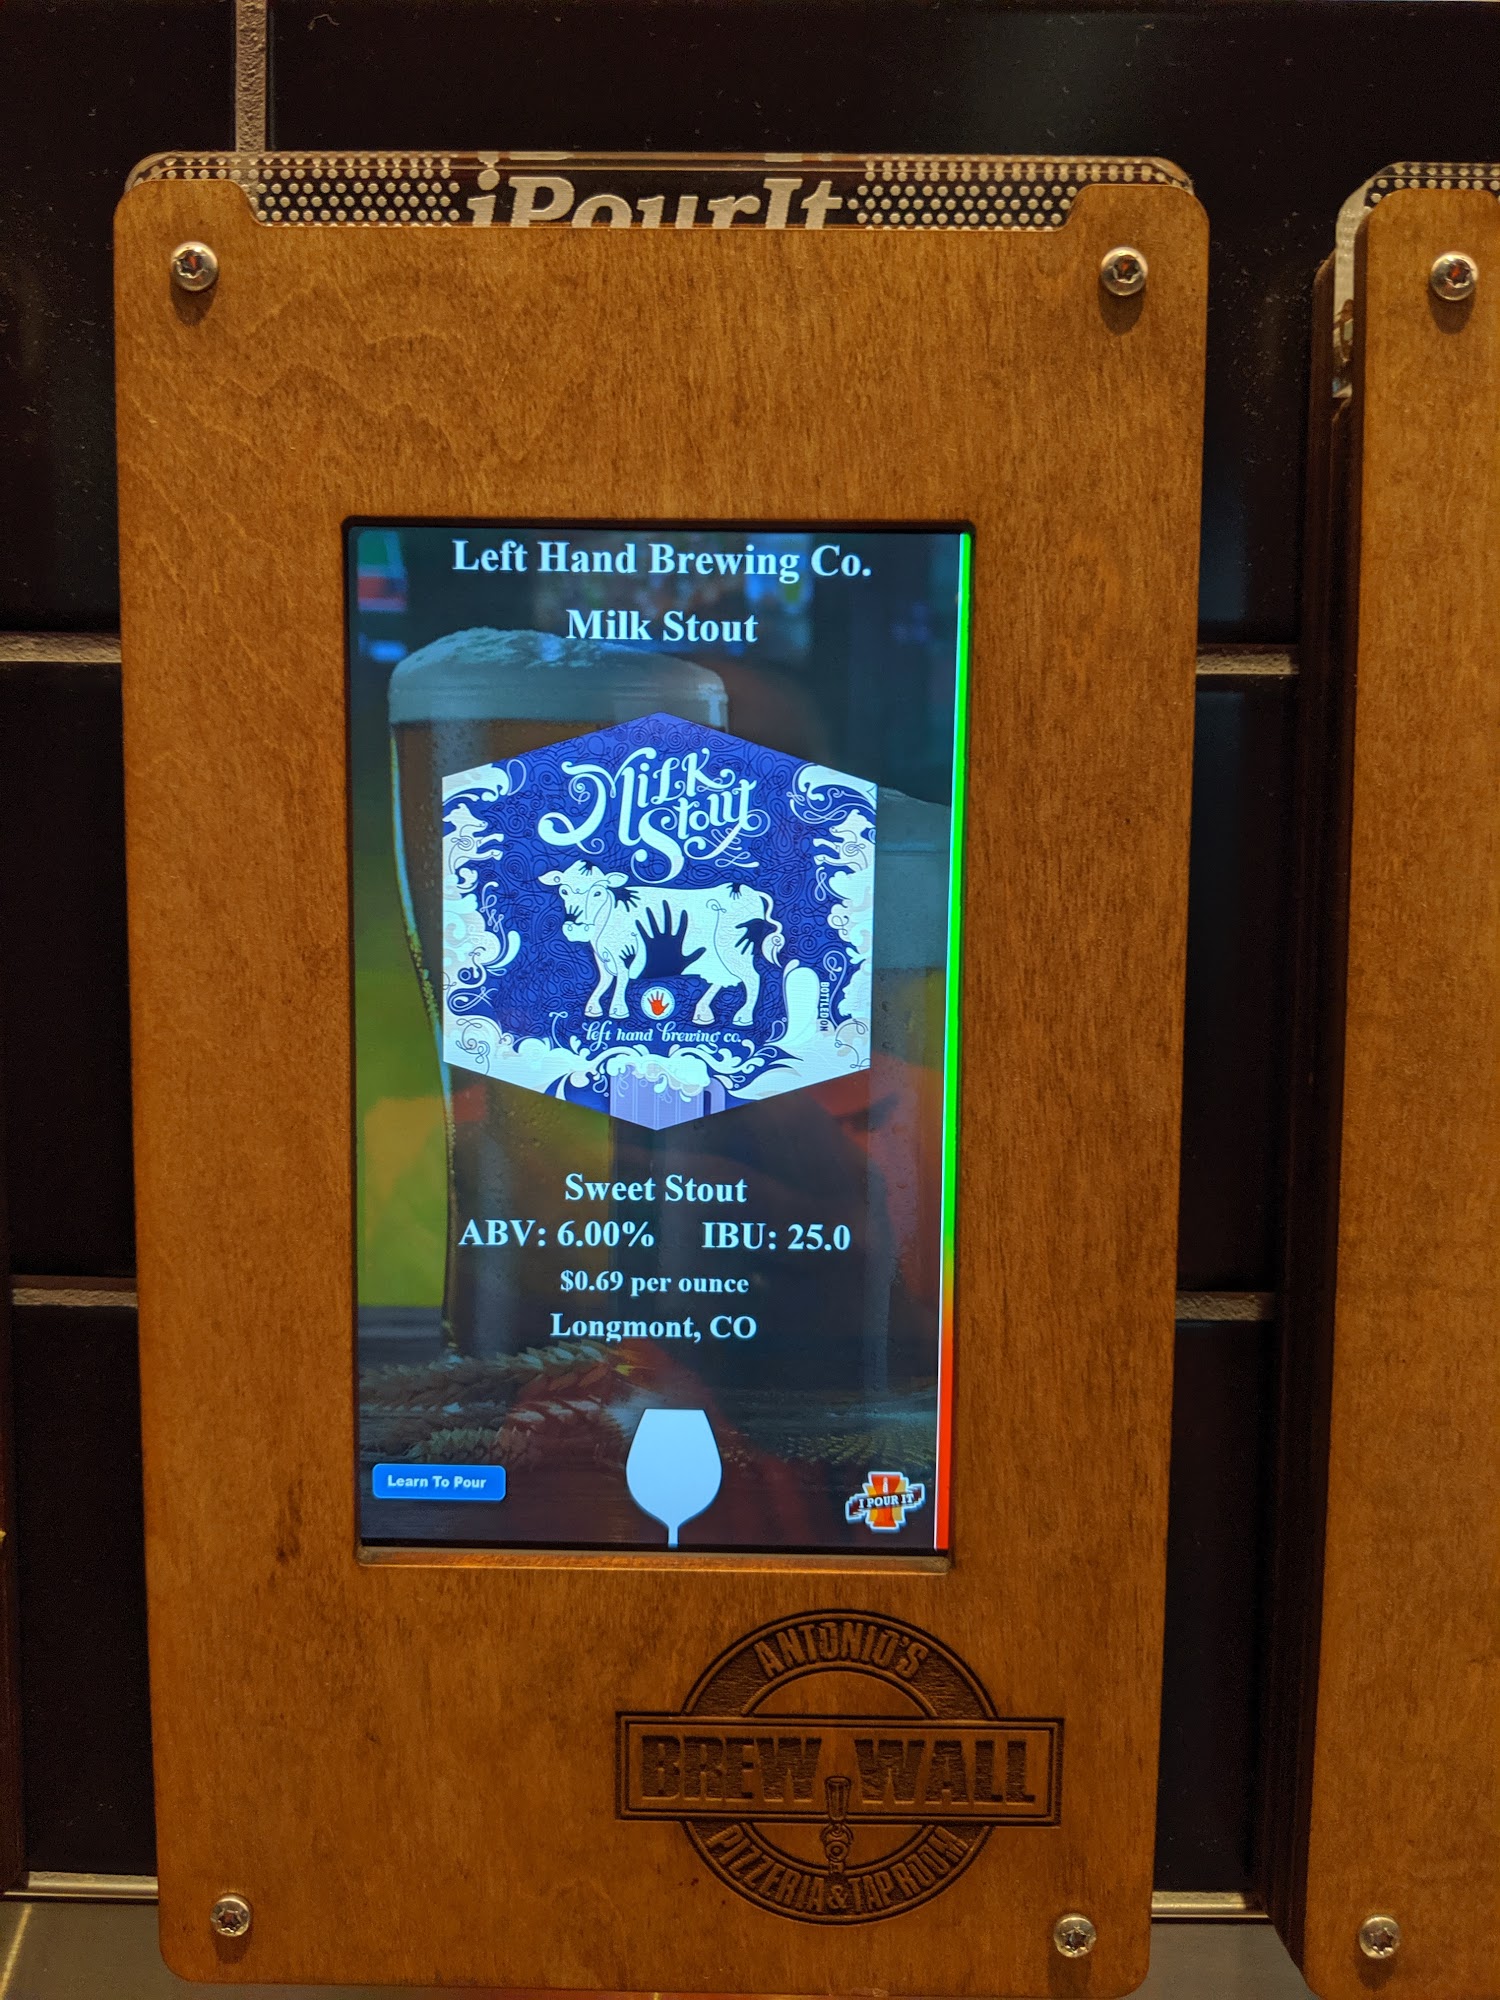 iPourIt
Left Hand Brewing Co.
Milk Stout
Milk
Stout
BOTTLED ON
left hand brewing co.
Sweet Stout
ABV: 6.00% IBU: 25.0
$0.69 per ounce
Longmont, CO
Learn To Pour
I POUR IT
ANTONIO'S
BREW WALL
PIZZERIA & TAP ROOM